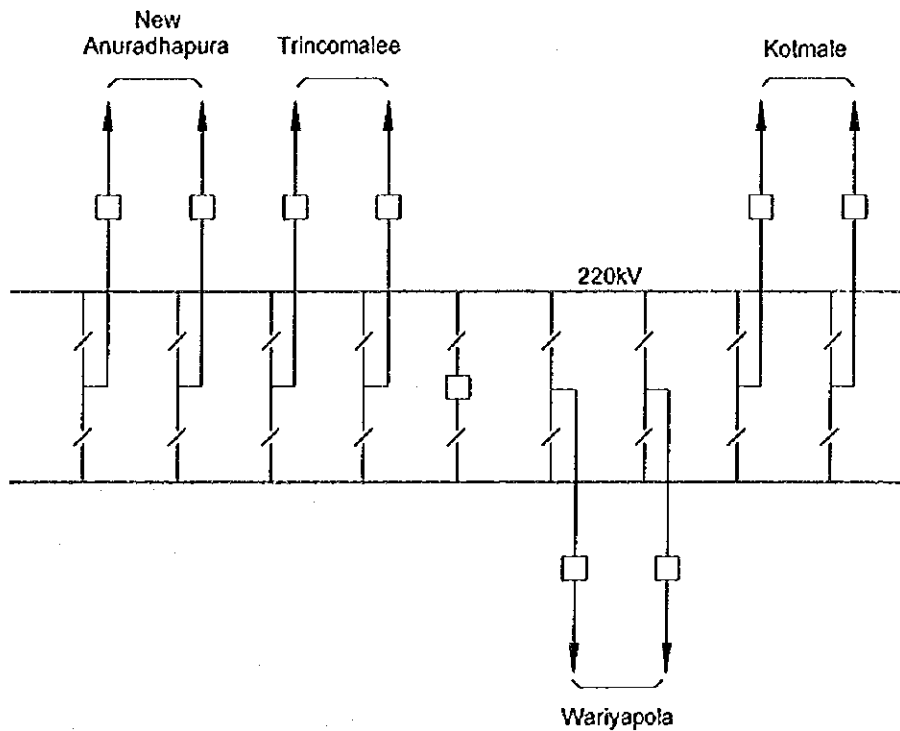 New
Anuradhapura
Trincomalee
Kotmale
220kV
Wariyapola